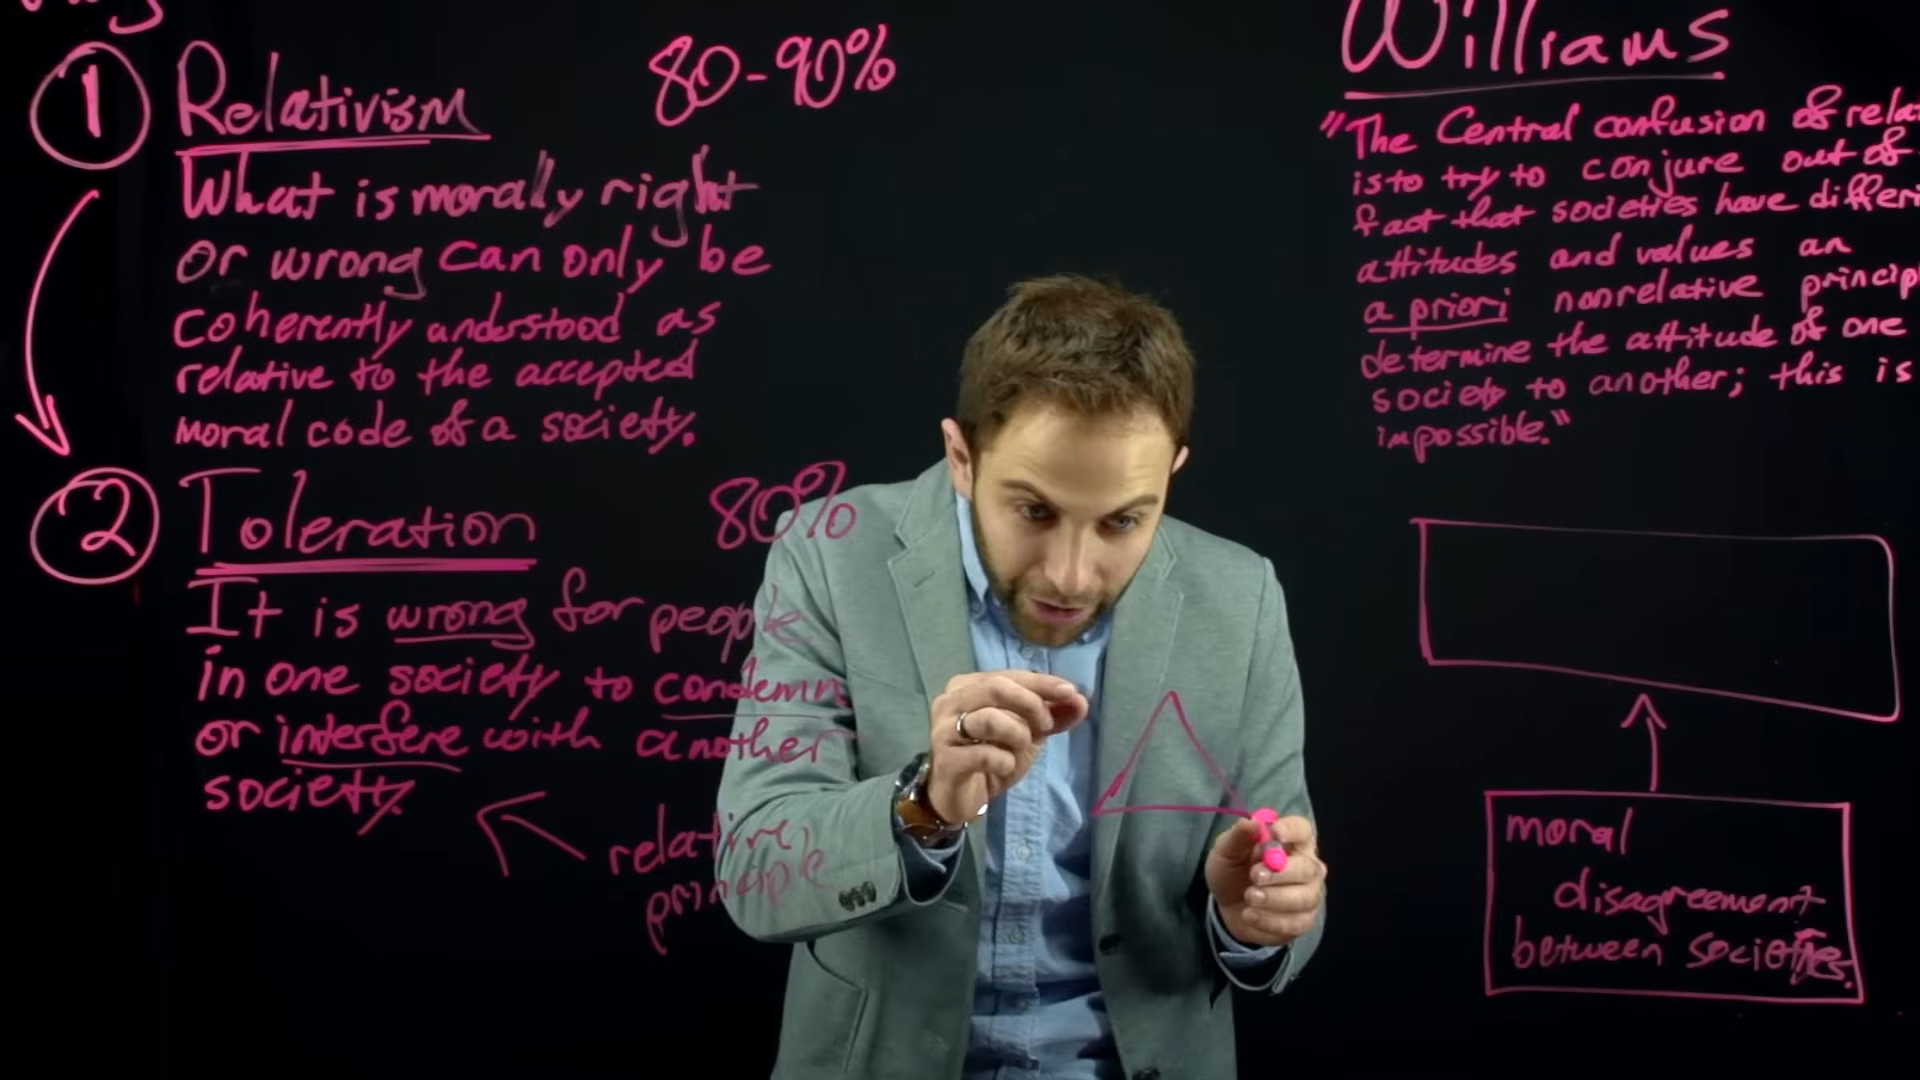 1 Relativism
80-90%
What is morally right
or wrong can only be
coherently understood as
relative to the accepted
moral code of a society.
2 Toleration
80%
It is wrong for people
in one society to condemn
or interfere with another
society.
relative
principle
Williams
"The Central confusion of
is to try to conjure out of
fact that societies have
attitudes and values an
a priori nonrelative
determine the attitude of one
society to another; this is
impossible."
moral
disagreement
between societies.